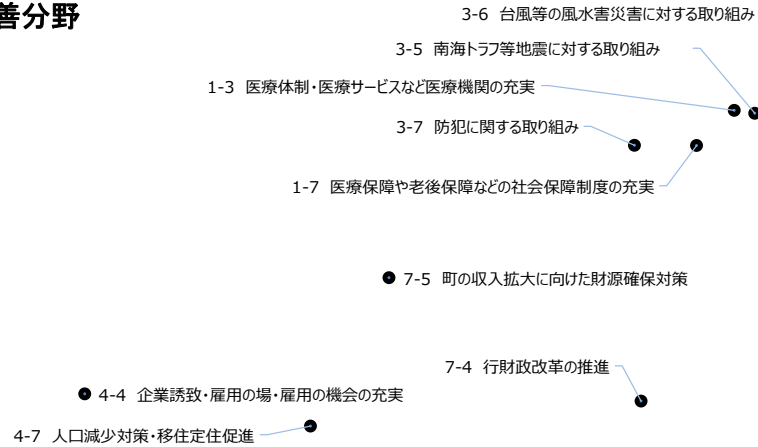 善分野
3-6 台風等の風水害災害に対する取り組み
3-5 南海トラフ等地震に対する取り組み
1-3 医療体制・医療サービスなど医療機関の充実
3-7 防犯に関する取り組み
1-7 医療保障や老後保障などの社会保障制度の充実
7-5 町の収入拡大に向けた財源確保対策
7-4 行財政改革の推進
4-4 企業誘致・雇用の場・雇用の機会の充実
4-7 人口減少対策・移住定住促進